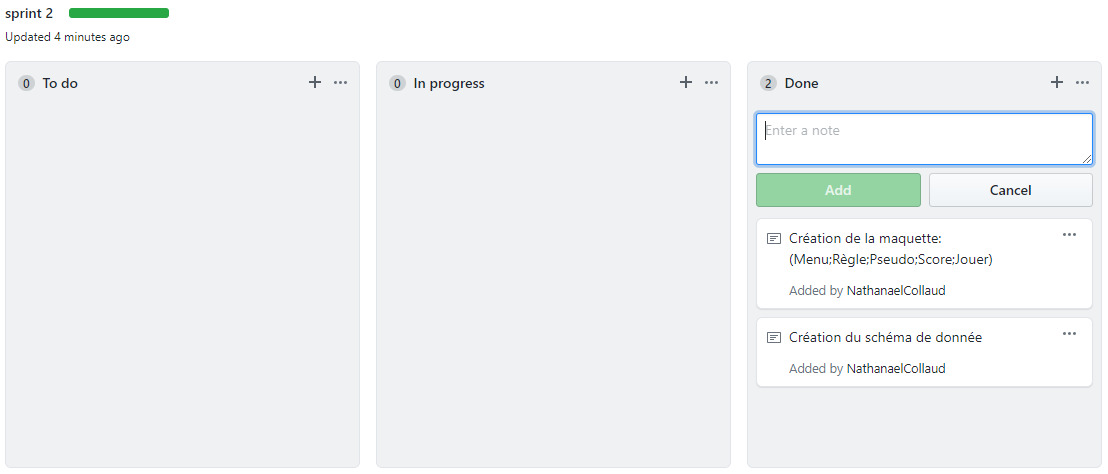 sprint 2
Updated 4 minutes ago
0 To do
0 In progress
2 Done
Enter a note
Add
Cancel
Création de la maquette:
(Menu;Règle;Pseudo;Score;Jouer)
Added by NathanaelCollaud
Création du schéma de donnée
Added by NathanaelCollaud